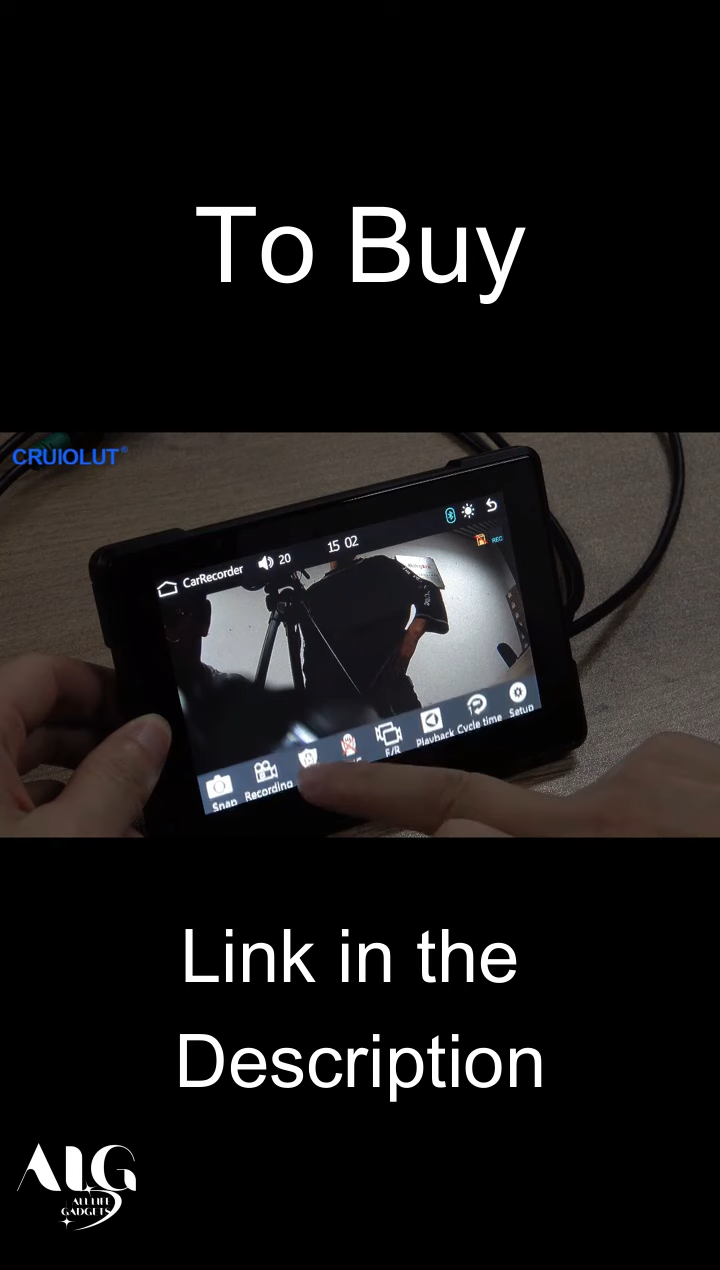 To Buy
CRUIOLUT®
CarRecorder 20 15 02
REC
Snap Recording F/R Playback Cycle time Setup
Link in the
Description
ALG
ALL LIFE
GADGETS